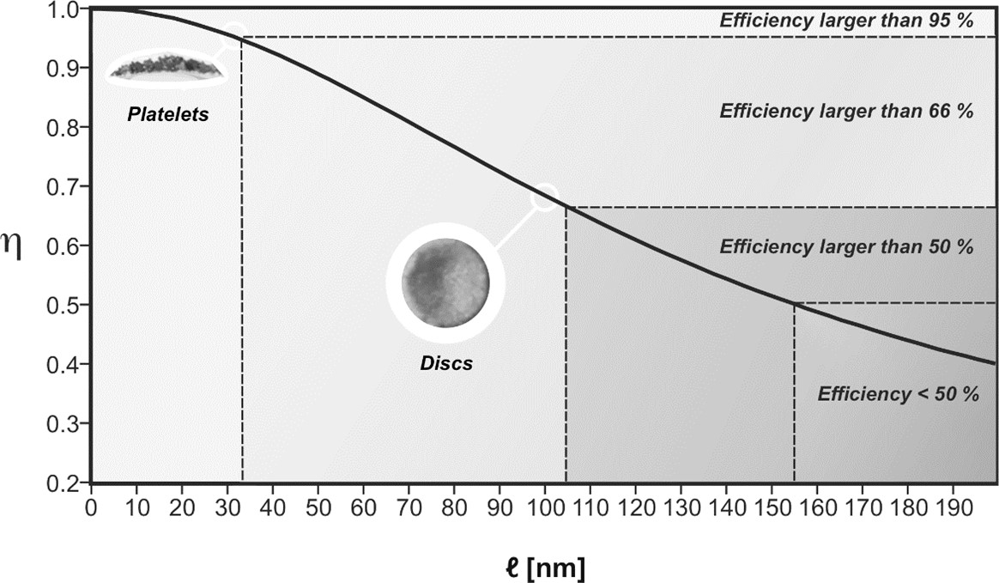 1.0
0.9
0.8
0.7
0.6
0.5
0.4
0.3
0.2
η
Efficiency larger than 95 %
Platelets
Efficiency larger than 66 %
Efficiency larger than 50 %
Discs
Efficiency < 50 %
0 10 20 30 40 50 60 70 80 90 100 110 120 130 140 150 160 170 180 190
ℓ [nm]